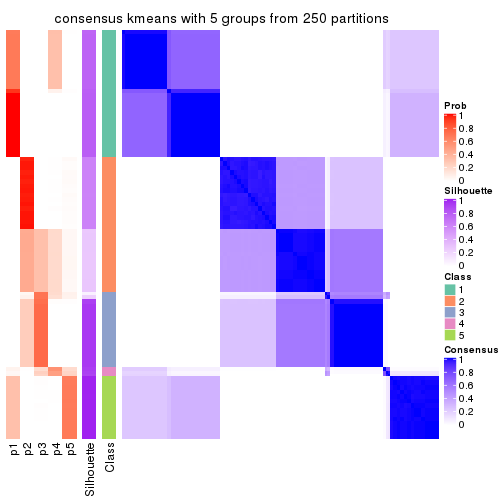 consensus kmeans with 5 groups from 250 partitions
Prob
1
0.8
0.6
0.4
0.2
0
Silhouette
1
0.8
0.6
0.4
0.2
0
Class
1
2
3
4
5
Consensus
1
0.8
0.6
0.4
0.2
0
p1
p2
p3
p4
p5
Silhouette
Class